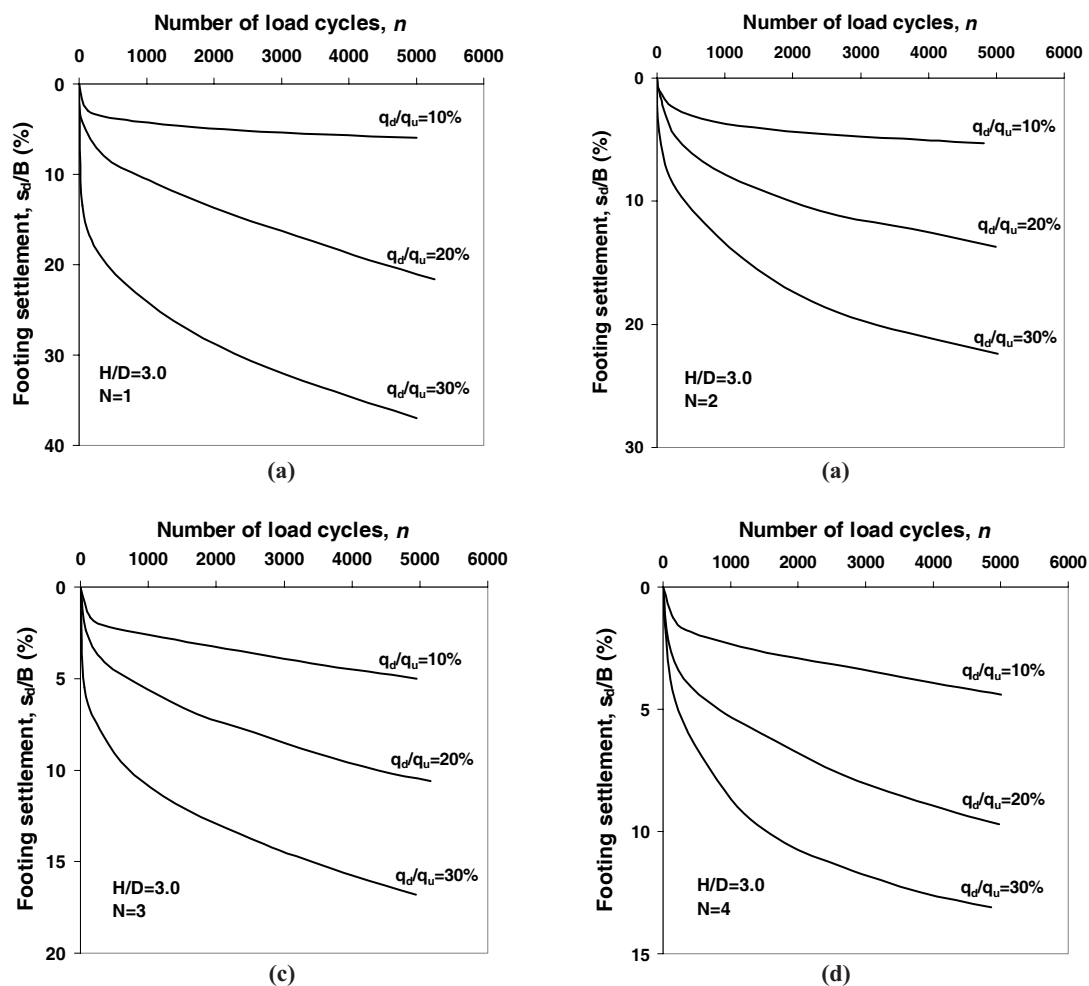 Number of load cycles, n
0 1000 2000 3000 4000 5000 6000
Footing settlement, sd/B (%)
0
10
20
30
40
qd/qu=10%
qd/qu=20%
qd/qu=30%
H/D=3.0
N=1
(a)
Number of load cycles, n
0 1000 2000 3000 4000 5000 6000
Footing settlement, sd/B (%)
0
10
20
30
qd/qu=10%
qd/qu=20%
qd/qu=30%
H/D=3.0
N=2
(a)
Number of load cycles, n
0 1000 2000 3000 4000 5000 6000
Footing settlement, sd/B (%)
0
5
10
15
20
qd/qu=10%
qd/qu=20%
qd/qu=30%
H/D=3.0
N=3
(c)
Number of load cycles, n
0 1000 2000 3000 4000 5000 6000
Footing settlement, sd/B (%)
0
5
10
15
qd/qu=10%
qd/qu=20%
qd/qu=30%
H/D=3.0
N=4
(d)